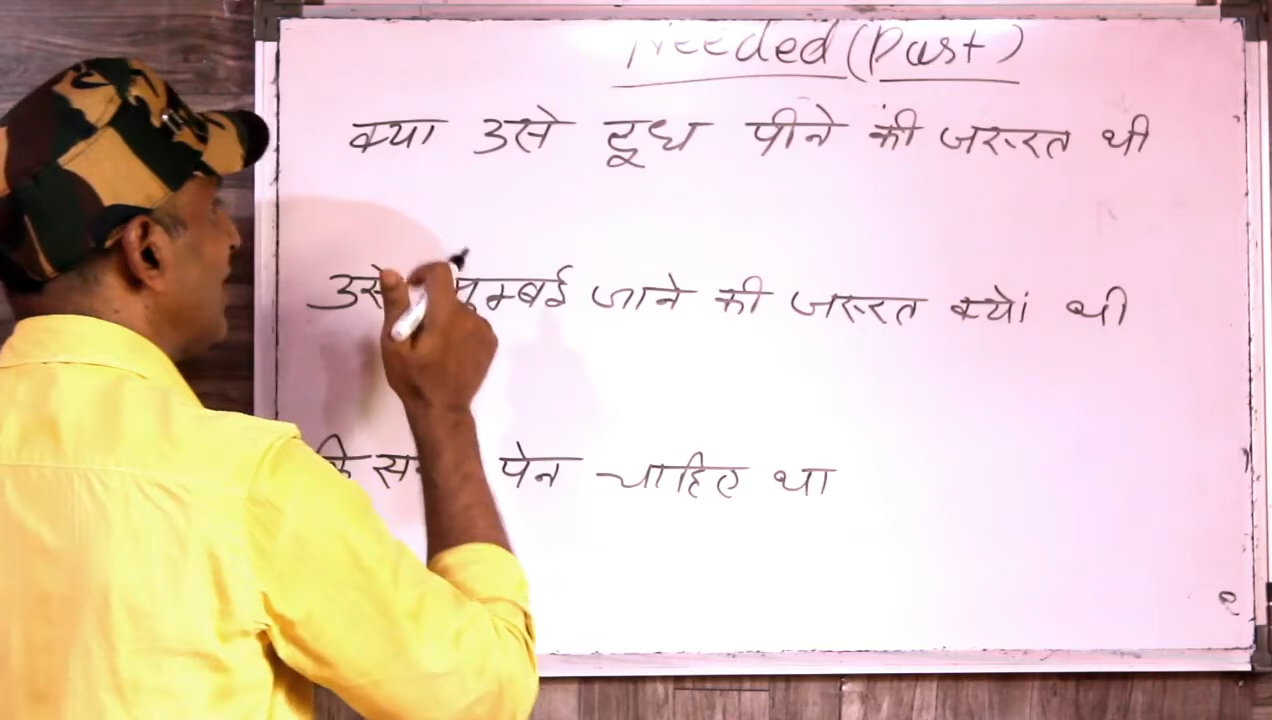 Needed (Past)
क्या उसे दूध पीने की जरूरत थी
उसे मुम्बई जाने की जरूरत क्यों थी
पेन चाहिए था